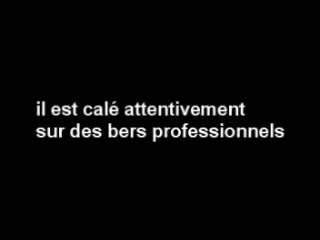 il est calé attentivement
sur des bers professionnels